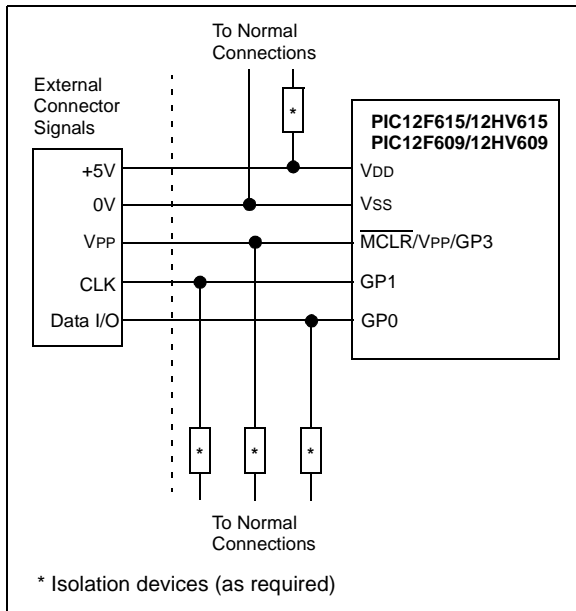 To Normal
Connections
External
Connector
Signals
*
PIC12F615/12HV615
PIC12F609/12HV609
+5V
VDD
0V
VSS
VPP
MCLR/VPP/GP3
CLK
GP1
Data I/O
GP0
*
*
*
To Normal
Connections
* Isolation devices (as required)